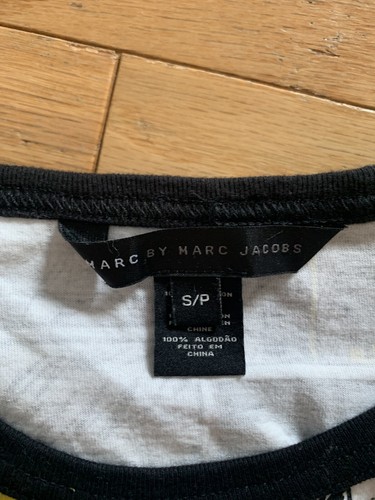 MARC BY MARC JACOBS
S/P
CHINE
100% ALGODÃO
FEITO EM
CHINA